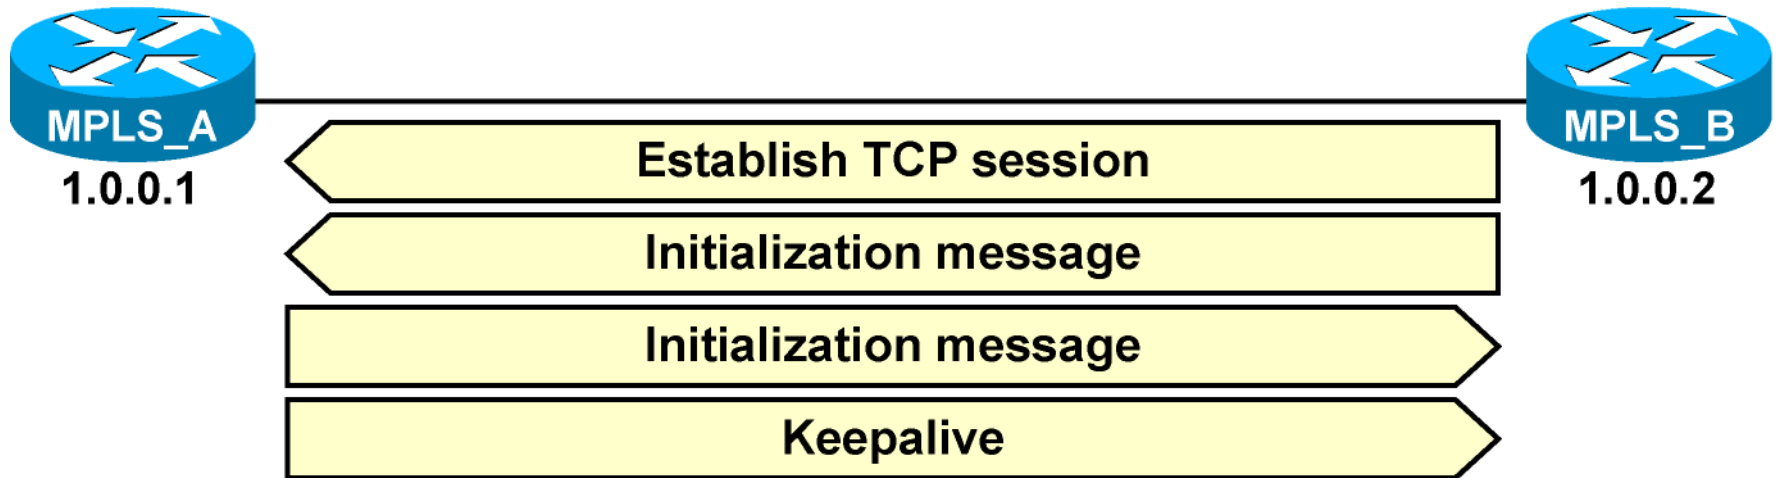 MPLS_A
MPLS_B
1.0.0.1
1.0.0.2
Establish TCP session
Initialization message
Initialization message
Keepalive